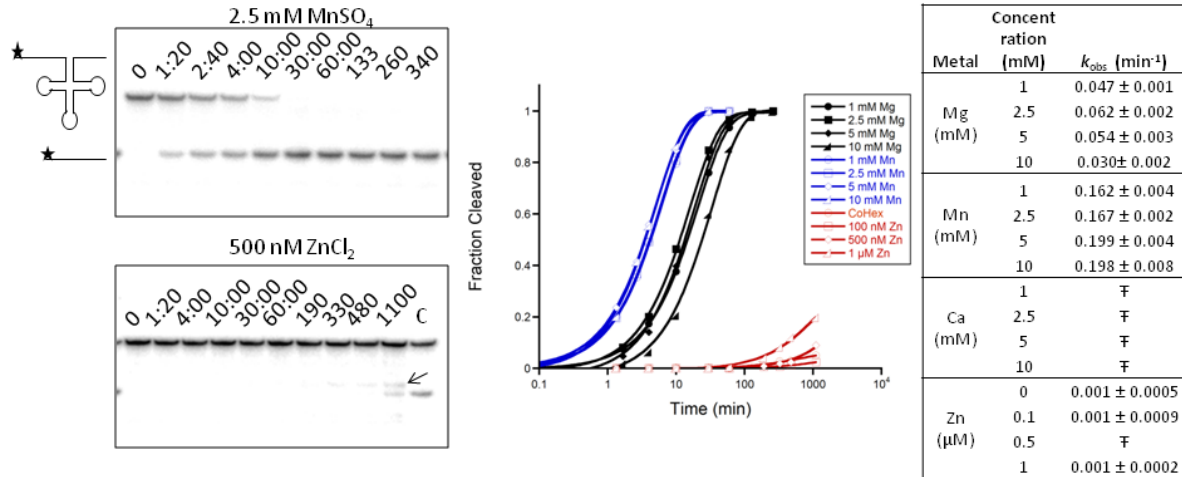 2.5 mM MnSO₄
0 1:20 2:40 4:00 10:00 30:00 60:00 133 260 340
500 nM ZnCl₂
0 1:20 4:00 10:00 30:00 60:00 190 330 480 1100 C
Fraction Cleaved
1
0.8
0.6
0.4
0.2
0
0.1 1 10 100 1000 10⁴
Time (min)
1 mM Mg
2.5 mM Mg
5 mM Mg
10 mM Mg
1 mM Mn
2.5 mM Mn
5 mM Mn
10 mM Mn
CoHex
100 nM Zn
500 nM Zn
1 µM Zn
Concent
ration
Metal (mM) k_obs (min⁻¹)
1 0.047 ± 0.001
Mg 2.5 0.062 ± 0.002
(mM) 5 0.054 ± 0.003
10 0.030± 0.002
1 0.162 ± 0.004
Mn 2.5 0.167 ± 0.002
(mM) 5 0.199 ± 0.004
10 0.198 ± 0.008
1 Ŧ
Ca 2.5 Ŧ
(mM) 5 Ŧ
10 Ŧ
0 0.001 ± 0.0005
Zn 0.1 0.001 ± 0.0009
(µM) 0.5 Ŧ
1 0.001 ± 0.0002